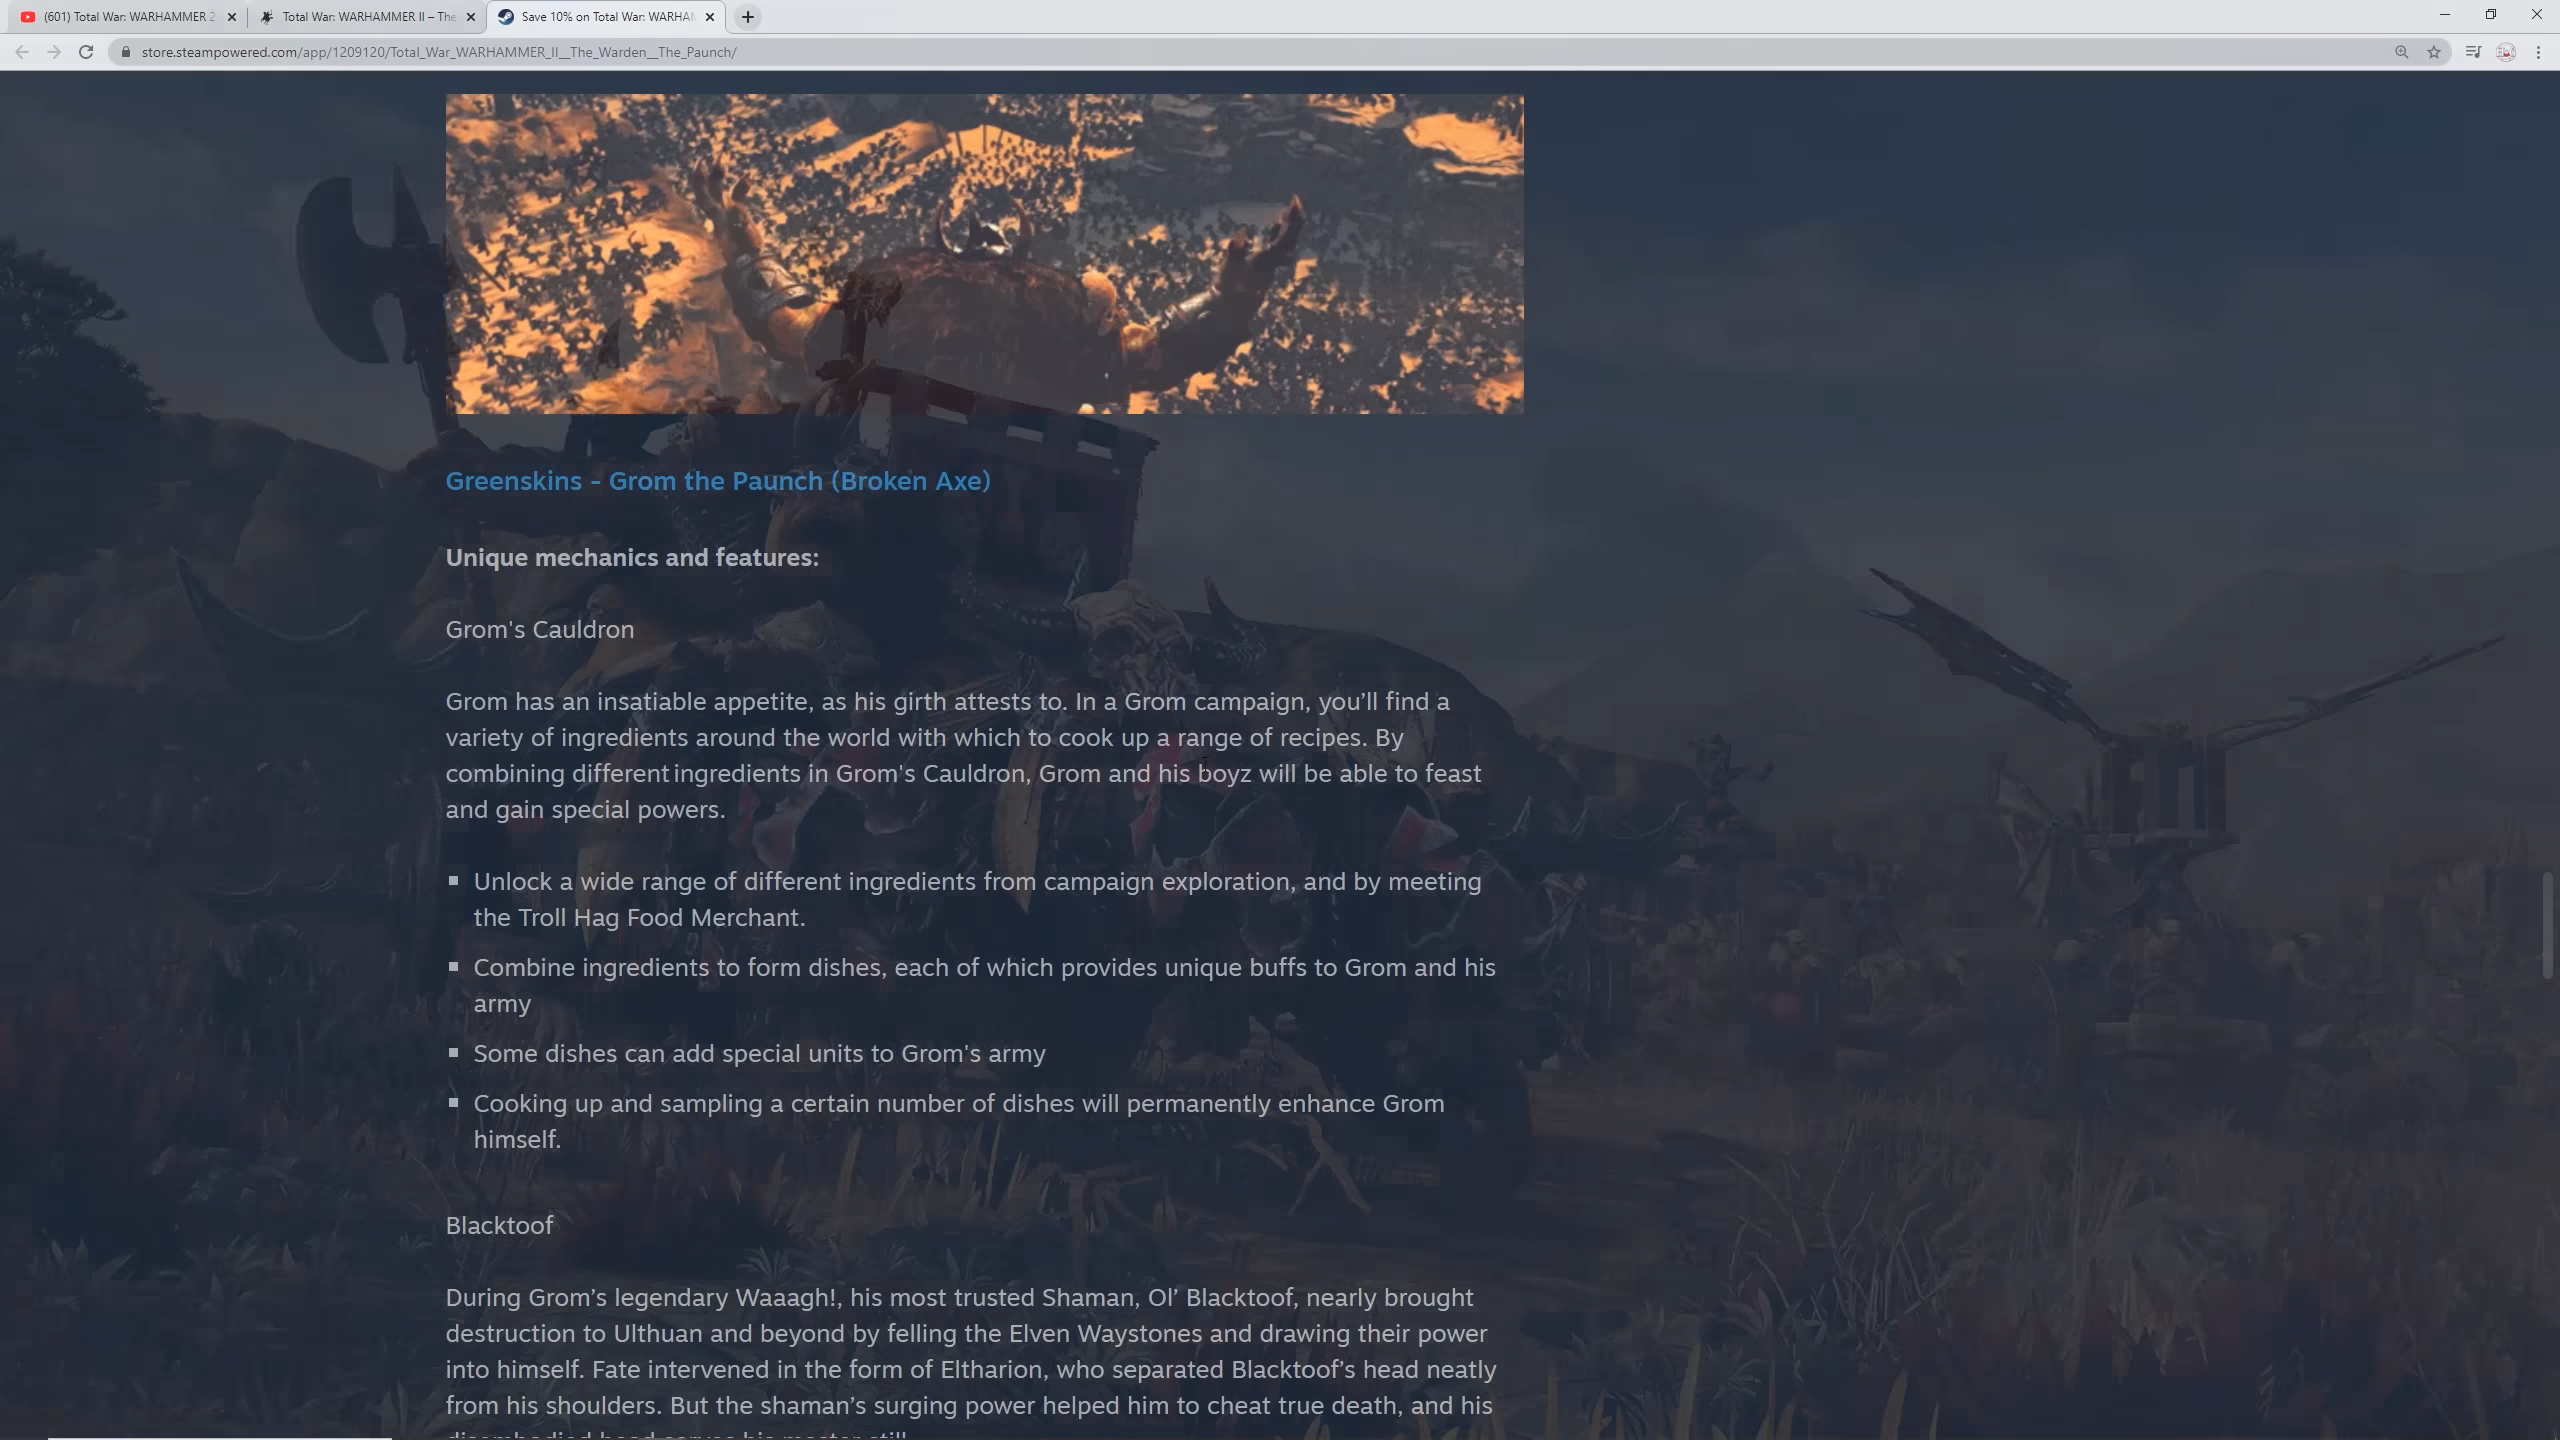 (601) Total War: WARHAMMER 2
Total War: WARHAMMER II – The
Save 10% on Total War: WARHAM
store.steampowered.com/app/1209120/Total_War_WARHAMMER_II__The_Warden__The_Paunch/
Greenskins - Grom the Paunch (Broken Axe)
Unique mechanics and features:
Grom's Cauldron
Grom has an insatiable appetite, as his girth attests to. In a Grom campaign, you’ll find a
variety of ingredients around the world with which to cook up a range of recipes. By
combining different ingredients in Grom's Cauldron, Grom and his boyz will be able to feast
and gain special powers.
Unlock a wide range of different ingredients from campaign exploration, and by meeting
the Troll Hag Food Merchant.
Combine ingredients to form dishes, each of which provides unique buffs to Grom and his
army
Some dishes can add special units to Grom's army
Cooking up and sampling a certain number of dishes will permanently enhance Grom
himself.
Blacktoof
During Grom’s legendary Waaagh!, his most trusted Shaman, Ol’ Blacktoof, nearly brought
destruction to Ulthuan and beyond by felling the Elven Waystones and drawing their power
into himself. Fate intervened in the form of Eltharion, who separated Blacktoof’s head neatly
from his shoulders. But the shaman’s surging power helped him to cheat true death, and his
disembodied head serves his master still